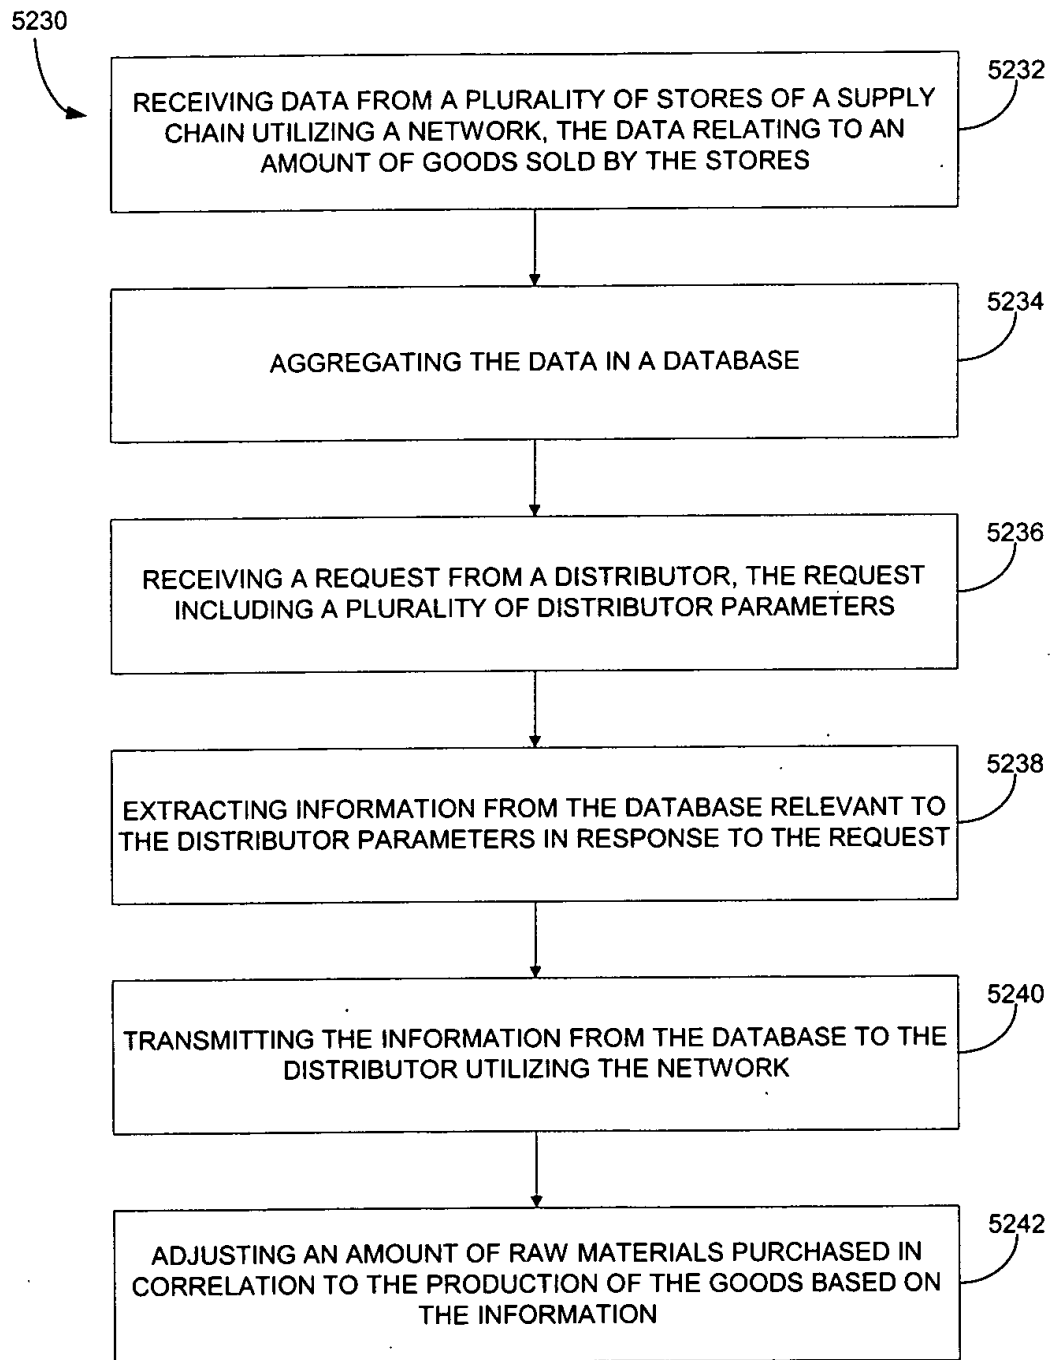 5230
5232
RECEIVING DATA FROM A PLURALITY OF STORES OF A SUPPLY
CHAIN UTILIZING A NETWORK, THE DATA RELATING TO AN
AMOUNT OF GOODS SOLD BY THE STORES
5234
AGGREGATING THE DATA IN A DATABASE
5236
RECEIVING A REQUEST FROM A DISTRIBUTOR, THE REQUEST
INCLUDING A PLURALITY OF DISTRIBUTOR PARAMETERS
5238
EXTRACTING INFORMATION FROM THE DATABASE RELEVANT TO
THE DISTRIBUTOR PARAMETERS IN RESPONSE TO THE REQUEST
5240
TRANSMITTING THE INFORMATION FROM THE DATABASE TO THE
DISTRIBUTOR UTILIZING THE NETWORK
5242
ADJUSTING AN AMOUNT OF RAW MATERIALS PURCHASED IN
CORRELATION TO THE PRODUCTION OF THE GOODS BASED ON
THE INFORMATION